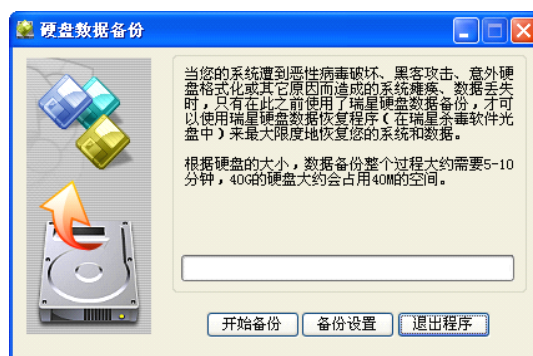 硬盘数据备份
当您的系统遭到恶性病毒破坏、黑客攻击、意外硬
盘格式化或其它原因而造成的系统瘫痪、数据丢失
时，只有在此之前使用了瑞星硬盘数据备份，才可
以使用瑞星硬盘数据恢复程序（在瑞星杀毒软件光
盘中）来最大限度地恢复您的系统和数据。
根据硬盘的大小，数据备份整个过程大约需要5-10
分钟，40G的硬盘大约会占用40M的空间。
开始备份 备份设置 退出程序